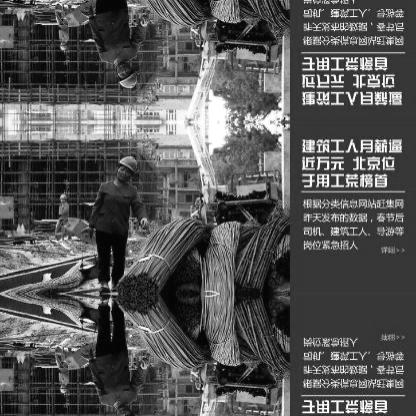 建筑工人月薪逼
近万元 北京位
于用工荒榜首
根据分类信息网站赶集网
昨天发布的数据，春节后
司机、建筑工人、导游等
岗位紧急招人
详细>>